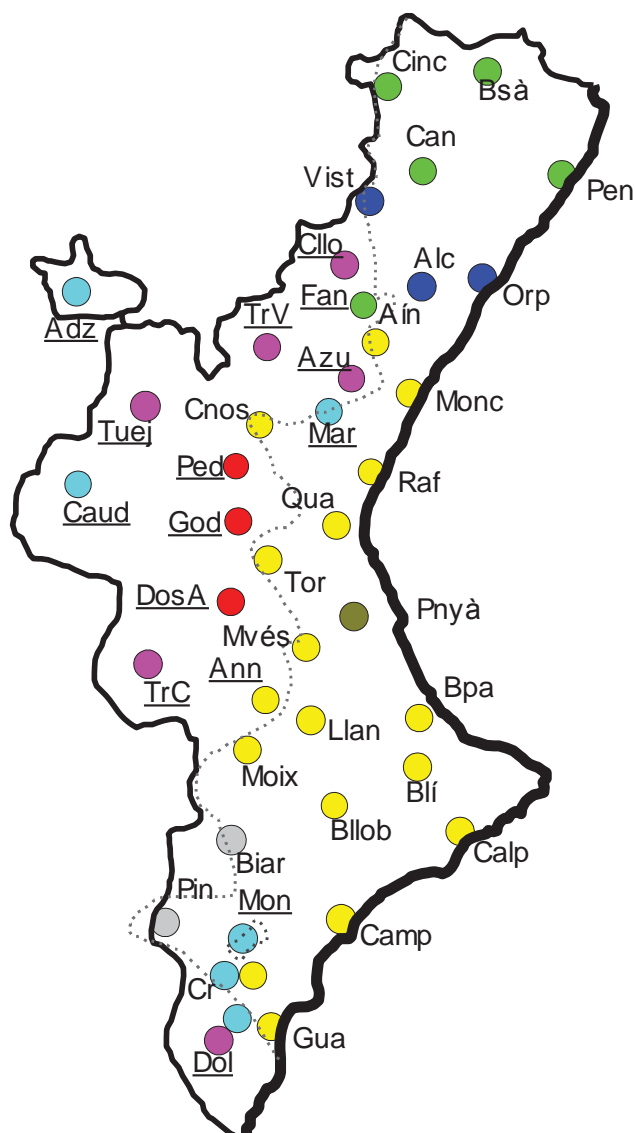 Cinc
Bsà
Can
Pen
Vist
Cllo
Alc
Orp
Adz
Fan
Aín
TrV
Azu
Monc
Tuej
Cnos
Mar
Ped
Raf
Caud
Qua
God
Tor
DosA
Pnyà
Mvés
Ann
TrC
Bpa
Llan
Moix
Blí
Bllob
Calp
Biar
Pin
Mon
Camp
Cr
Gua
Dol